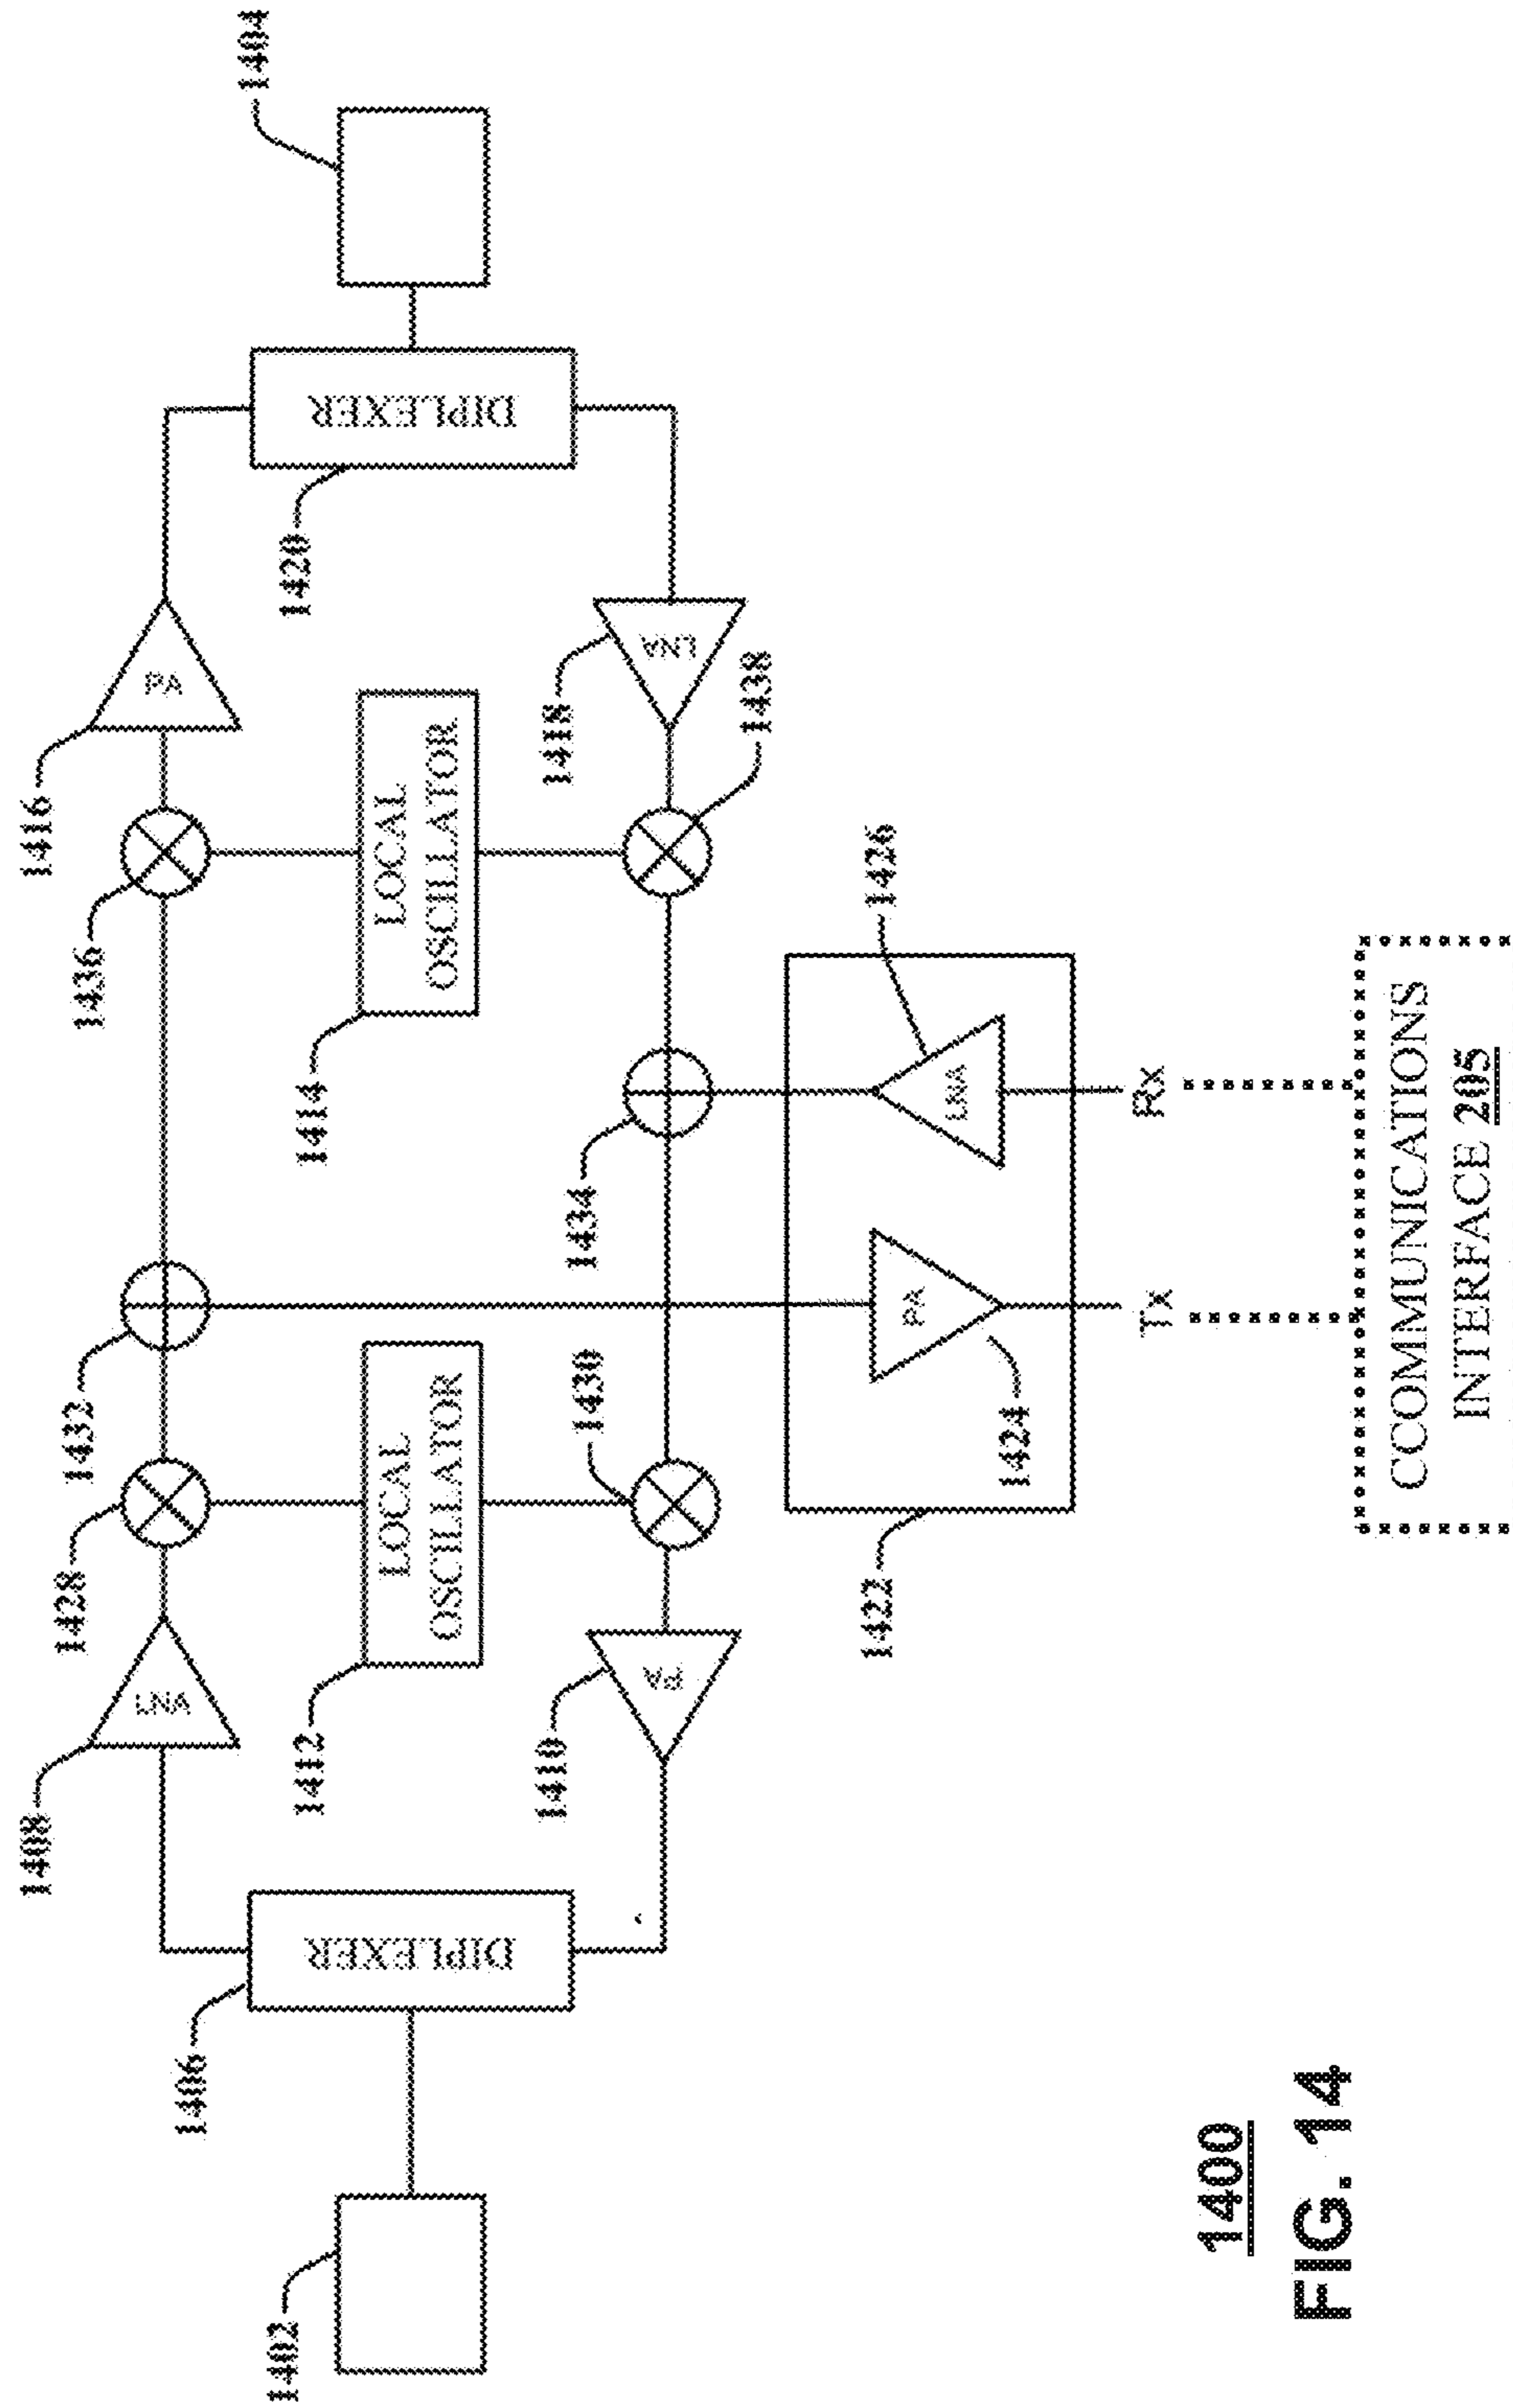 1404
1416
PA
1436
1420
DIPLEXER
1414
LOCAL
OSCILLATOR
1418
LNA
1438
1432
1434
1426
LNA
Rx
1428
1412
LOCAL
OSCILLATOR
1430
PA
1424
Tx
1422
1408
LNA
1410
PA
1406
DIPLEXER
1402
CCOMMUNICATIONS
INTERFACE 205
1400
FIG. 14